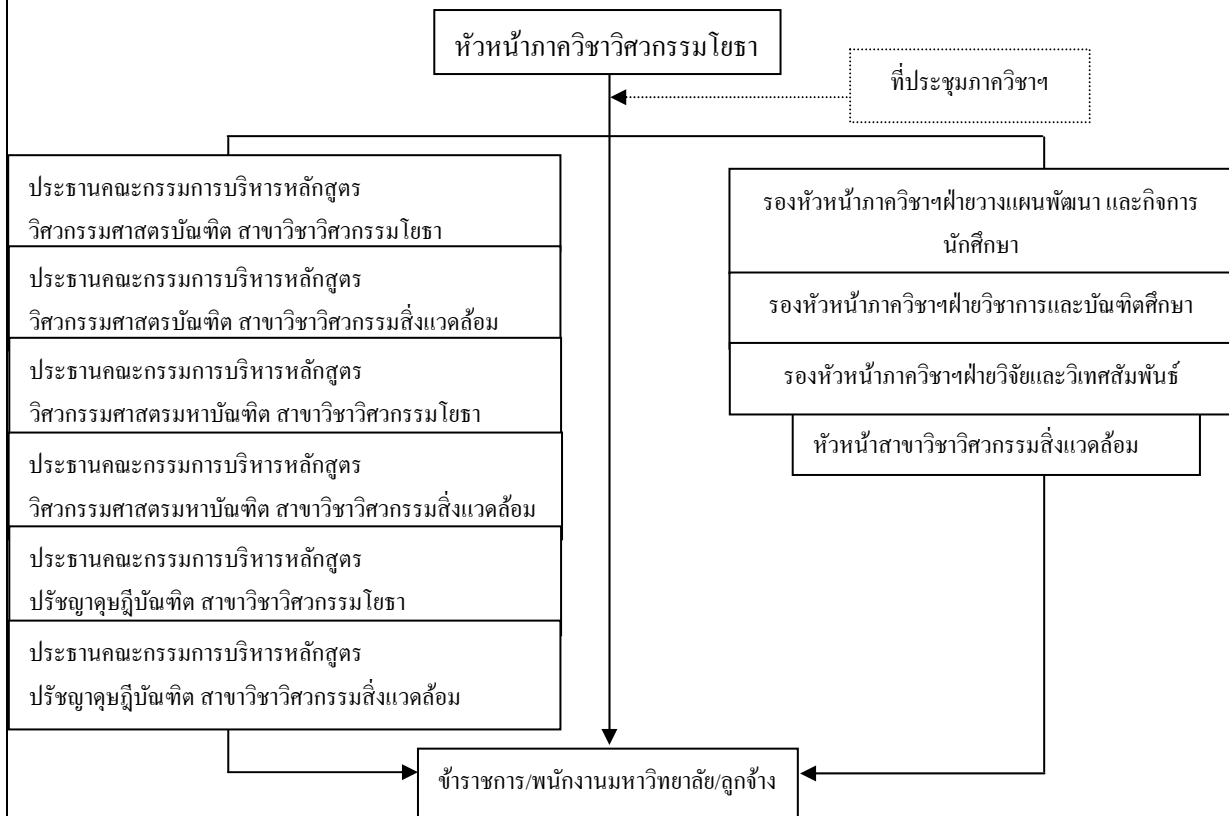 หัวหน้าภาควิชาวิศวกรรมโยธา
ที่ประชุมภาควิชาฯ
ประธานคณะกรรมการบริหารหลักสูตร
วิศวกรรมศาสตรบัณฑิต สาขาวิชาวิศวกรรมโยธา
ประธานคณะกรรมการบริหารหลักสูตร
วิศวกรรมศาสตรบัณฑิต สาขาวิชาวิศวกรรมสิ่งแวดล้อม
ประธานคณะกรรมการบริหารหลักสูตร
วิศวกรรมศาสตรมหาบัณฑิต สาขาวิชาวิศวกรรมโยธา
ประธานคณะกรรมการบริหารหลักสูตร
วิศวกรรมศาสตรมหาบัณฑิต สาขาวิชาวิศวกรรมสิ่งแวดล้อม
ประธานคณะกรรมการบริหารหลักสูตร
ปรัชญาดุษฎีบัณฑิต สาขาวิชาวิศวกรรมโยธา
ประธานคณะกรรมการบริหารหลักสูตร
ปรัชญาดุษฎีบัณฑิต สาขาวิชาวิศวกรรมสิ่งแวดล้อม
รองหัวหน้าภาควิชาฯฝ่ายวางแผนพัฒนา และกิจการ
นักศึกษา
รองหัวหน้าภาควิชาฯฝ่ายวิชาการและบัณฑิตศึกษา
รองหัวหน้าภาควิชาฯฝ่ายวิจัยและวิเทศสัมพันธ์
หัวหน้าสาขาวิชาวิศวกรรมสิ่งแวดล้อม
ข้าราชการ/พนักงานมหาวิทยาลัย/ลูกจ้าง